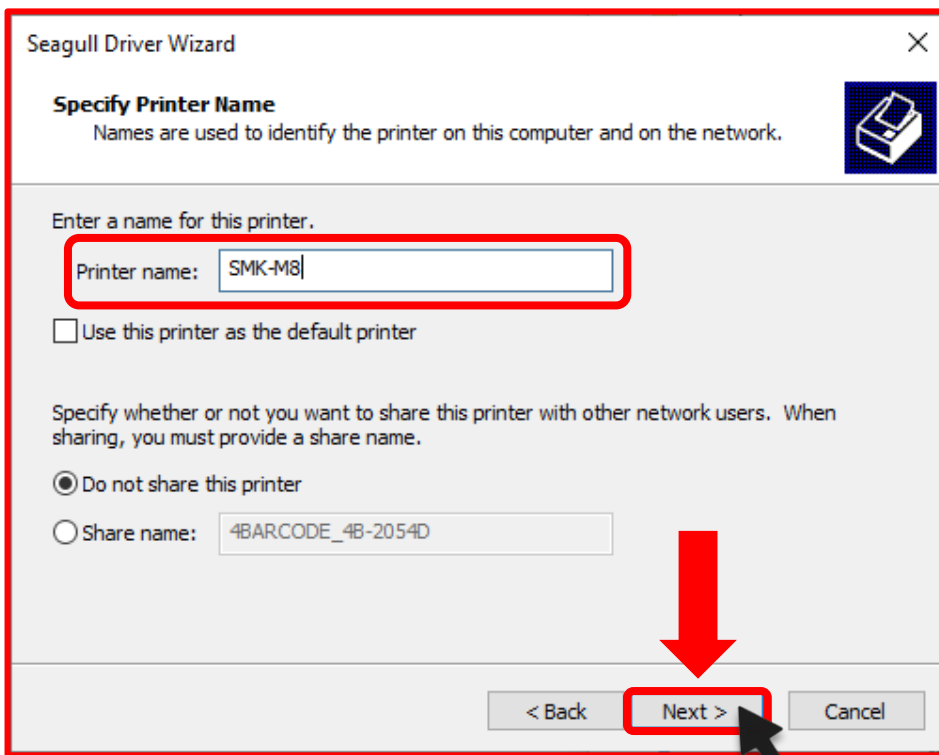 Seagull Driver Wizard
Specify Printer Name
Names are used to identify the printer on this computer and on the network.
Enter a name for this printer.
Printer name: SMK-M8
Use this printer as the default printer
Specify whether or not you want to share this printer with other network users. When
sharing, you must provide a share name.
Do not share this printer
Share name: 4BARCODE_4B-2054D
< Back Next > Cancel